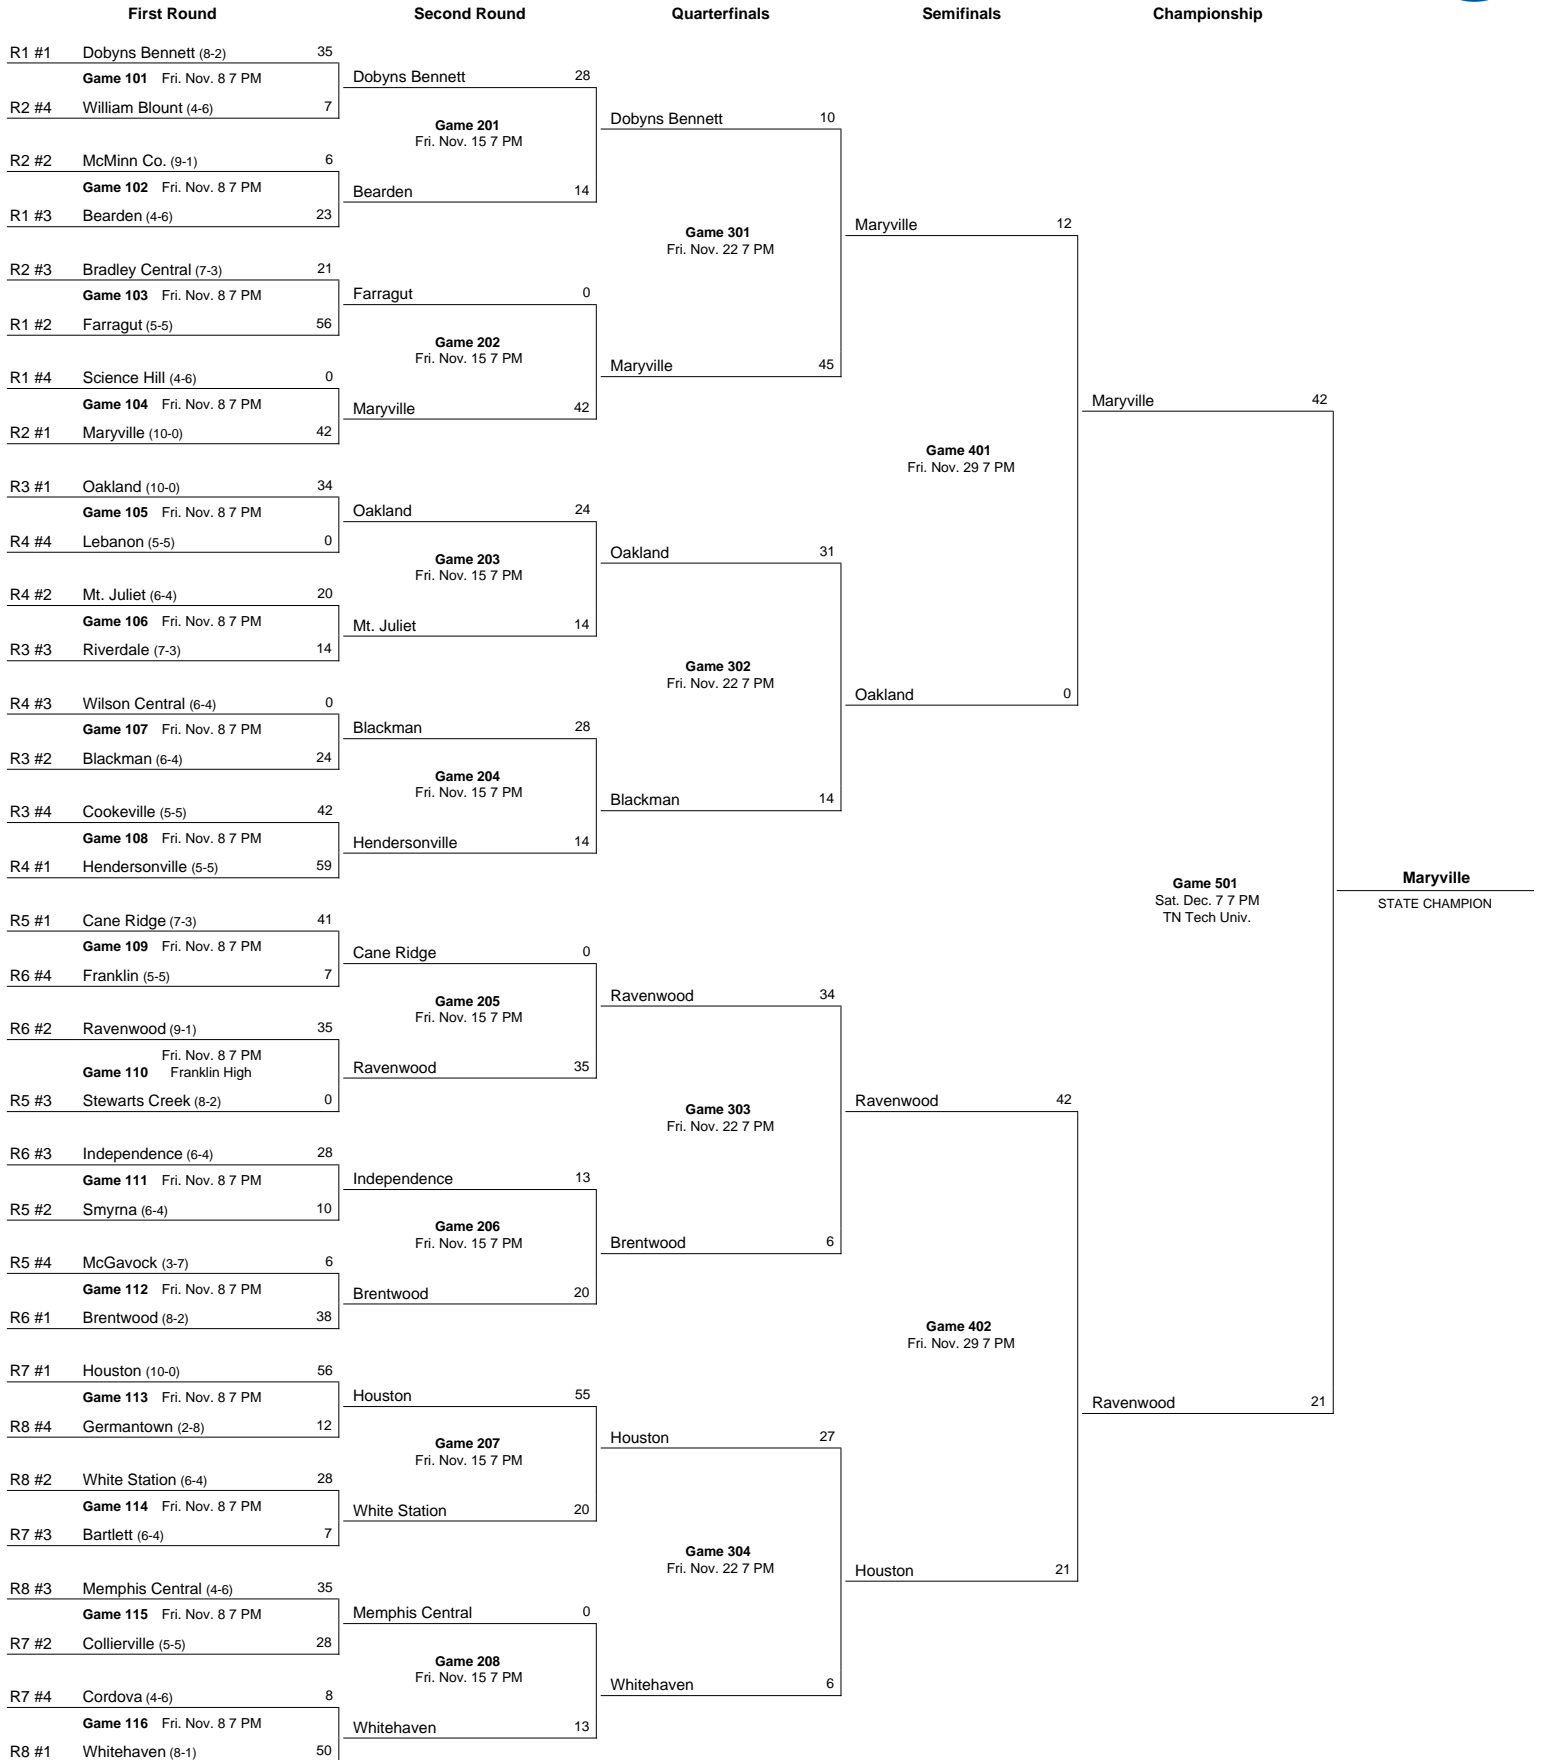 First Round
Second Round
Quarterfinals
Semifinals
Championship
R1 #1 Dobyns Bennett (8-2) 35
Game 101 Fri. Nov. 8 7 PM
R2 #4 William Blount (4-6) 7
R2 #2 McMinn Co. (9-1) 6
Game 102 Fri. Nov. 8 7 PM
R1 #3 Bearden (4-6) 23
R2 #3 Bradley Central (7-3) 21
Game 103 Fri. Nov. 8 7 PM
R1 #2 Farragut (5-5) 56
R1 #4 Science Hill (4-6) 0
Game 104 Fri. Nov. 8 7 PM
R2 #1 Maryville (10-0) 42
R3 #1 Oakland (10-0) 34
Game 105 Fri. Nov. 8 7 PM
R4 #4 Lebanon (5-5) 0
R4 #2 Mt. Juliet (6-4) 20
Game 106 Fri. Nov. 8 7 PM
R3 #3 Riverdale (7-3) 14
R4 #3 Wilson Central (6-4) 0
Game 107 Fri. Nov. 8 7 PM
R3 #2 Blackman (6-4) 24
R3 #4 Cookeville (5-5) 42
Game 108 Fri. Nov. 8 7 PM
R4 #1 Hendersonville (5-5) 59
R5 #1 Cane Ridge (7-3) 41
Game 109 Fri. Nov. 8 7 PM
R6 #4 Franklin (5-5) 7
R6 #2 Ravenwood (9-1) 35
Fri. Nov. 8 7 PM
Game 110 Franklin High
R5 #3 Stewarts Creek (8-2) 0
R6 #3 Independence (6-4) 28
Game 111 Fri. Nov. 8 7 PM
R5 #2 Smyrna (6-4) 10
R5 #4 McGavock (3-7) 6
Game 112 Fri. Nov. 8 7 PM
R6 #1 Brentwood (8-2) 38
R7 #1 Houston (10-0) 56
Game 113 Fri. Nov. 8 7 PM
R8 #4 Germantown (2-8) 12
R8 #2 White Station (6-4) 28
Game 114 Fri. Nov. 8 7 PM
R7 #3 Bartlett (6-4) 7
R8 #3 Memphis Central (4-6) 35
Game 115 Fri. Nov. 8 7 PM
R7 #2 Collierville (5-5) 28
R7 #4 Cordova (4-6) 8
Game 116 Fri. Nov. 8 7 PM
R8 #1 Whitehaven (8-1) 50
Dobyns Bennett 28
Game 201
Fri. Nov. 15 7 PM
Bearden 14
Farragut 0
Game 202
Fri. Nov. 15 7 PM
Maryville 42
Oakland 24
Game 203
Fri. Nov. 15 7 PM
Mt. Juliet 14
Blackman 28
Game 204
Fri. Nov. 15 7 PM
Hendersonville 14
Cane Ridge 0
Game 205
Fri. Nov. 15 7 PM
Ravenwood 35
Independence 13
Game 206
Fri. Nov. 15 7 PM
Brentwood 20
Houston 55
Game 207
Fri. Nov. 15 7 PM
White Station 20
Memphis Central 0
Game 208
Fri. Nov. 15 7 PM
Whitehaven 13
Dobyns Bennett 10
Game 301
Fri. Nov. 22 7 PM
Maryville 45
Oakland 31
Game 302
Fri. Nov. 22 7 PM
Blackman 14
Ravenwood 34
Game 303
Fri. Nov. 22 7 PM
Brentwood 6
Houston 27
Game 304
Fri. Nov. 22 7 PM
Whitehaven 6
Maryville 12
Game 401
Fri. Nov. 29 7 PM
Oakland 0
Ravenwood 42
Game 402
Fri. Nov. 29 7 PM
Houston 21
Maryville 42
Game 501
Sat. Dec. 7 7 PM
TN Tech Univ.
Ravenwood 21
Maryville
STATE CHAMPION